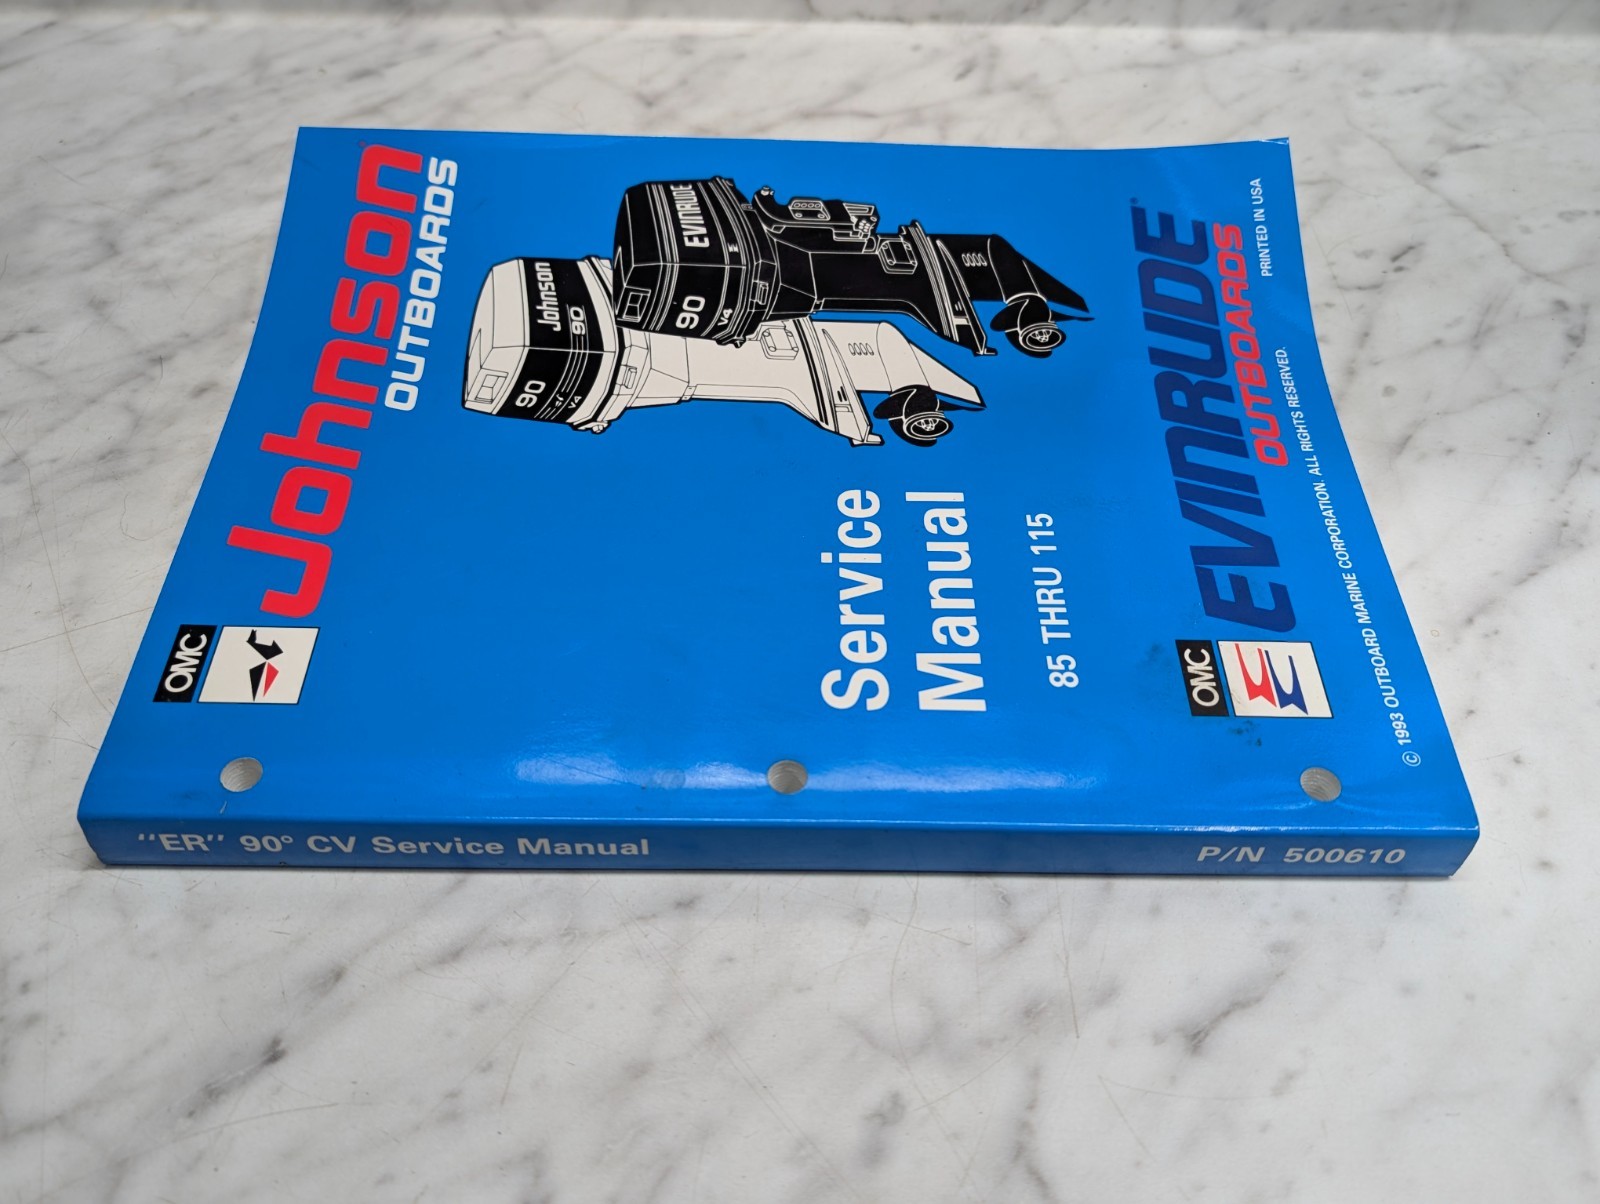 OMC
Johnson
OUTBOARDS
Johnson
90
90
V4
EVINRUDE
90
V4
Service
Manual
85 THRU 115
OMC
EVINRUDE®
OUTBOARDS
© 1993 OUTBOARD MARINE CORPORATION. ALL RIGHTS RESERVED. PRINTED IN USA
"ER" 90° CV Service Manual
P/N 500610